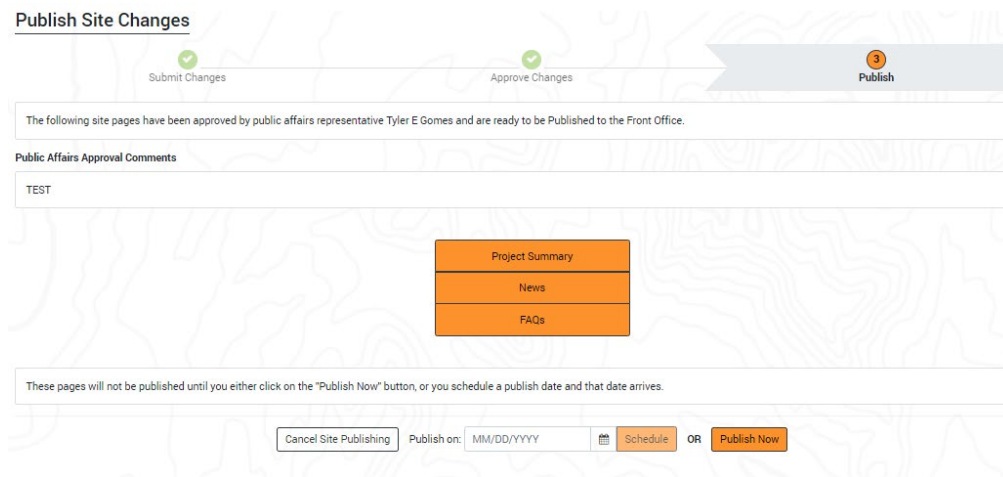 Publish Site Changes
3
Submit Changes
Approve Changes
Publish
The following site pages have been approved by public affairs representative Tyler E Gomes and are ready to be Published to the Front Office.
Public Affairs Approval Comments
TEST
Project Summary
News
FAQs
These pages will not be published until you either click on the "Publish Now" button, or you schedule a publish date and that date arrives.
Cancel Site Publishing Publish on: MM/DD/YYYY Schedule OR Publish Now